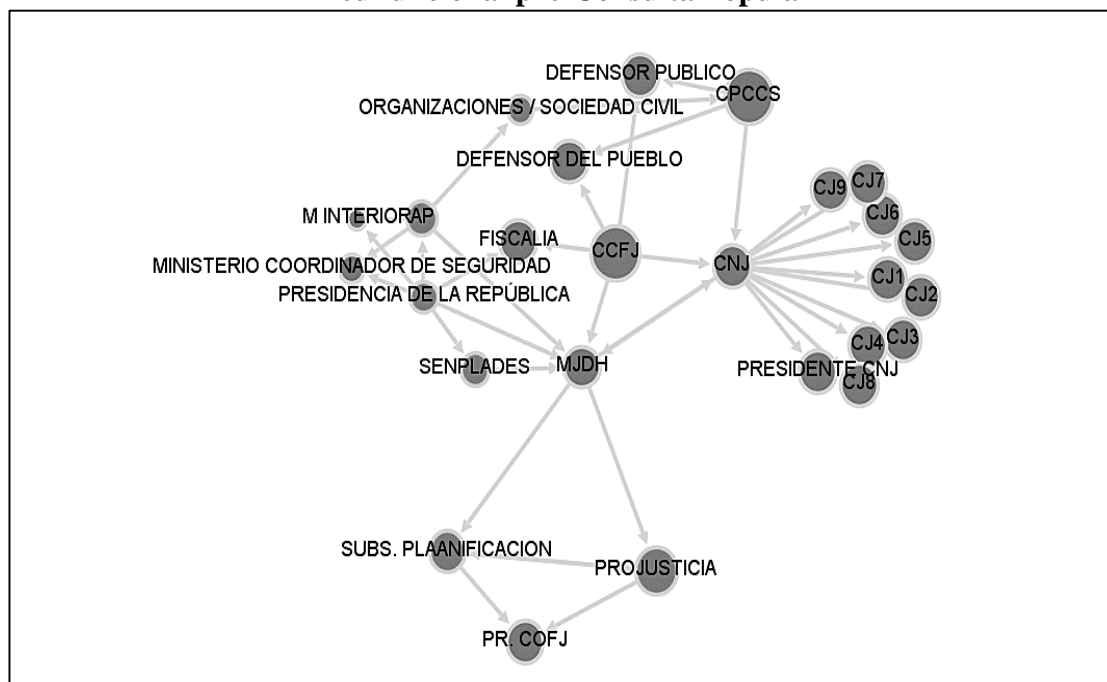 DEFENSOR PUBLICO
CPCCS
ORGANIZACIONES / SOCIEDAD CIVIL
DEFENSOR DEL PUEBLO
CJ9
CJ7
CJ6
M INTERIORAP
FISCALIA
CJ5
CCFJ
CNJ
MINISTERIO COORDINADOR DE SEGURIDAD
CJ1
PRESIDENCIA DE LA REPÚBLICA
CJ2
SENPLADES
MJDH
CJ4
CJ3
PRESIDENTE CNJ
CJ8
SUBS. PLAANIFICACION
PROJUSTICIA
PR. COFJ